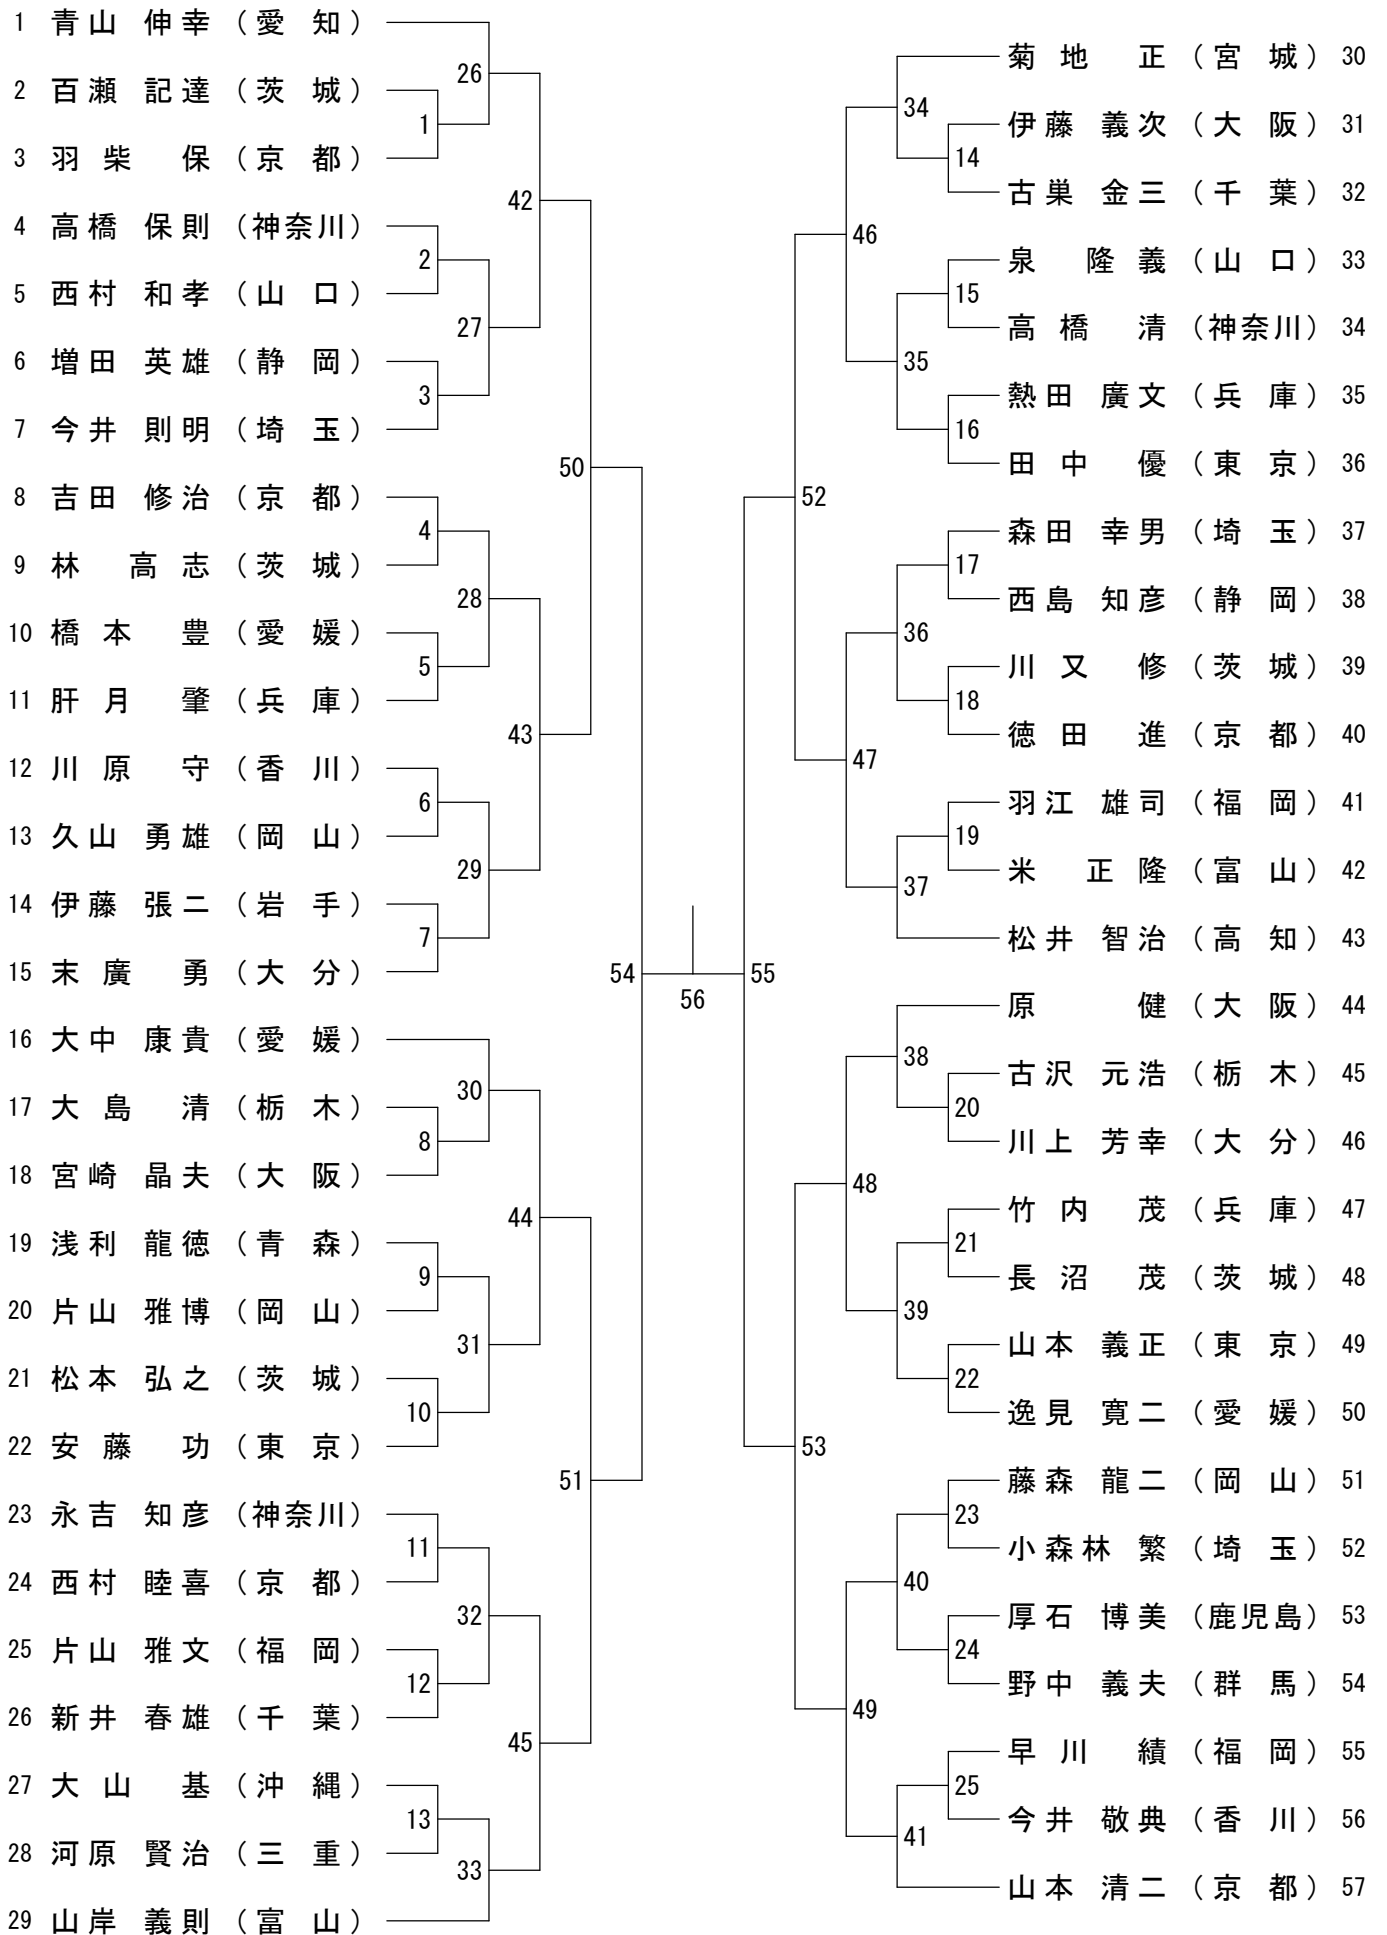 1 青山 伸幸 (愛 知)
2 百瀬 記達 (茨 城)
3 羽柴 保 (京 都)
4 高橋 保則 (神奈川)
5 西村 和孝 (山 口)
6 増田 英雄 (静 岡)
7 今井 則明 (埼 玉)
8 吉田 修治 (京 都)
9 林 高志 (茨 城)
10 橋本 豊 (愛 媛)
11 肝月 肇 (兵 庫)
12 川原 守 (香 川)
13 久山 勇雄 (岡 山)
14 伊藤 張二 (岩 手)
15 末廣 勇 (大 分)
16 大中 康貴 (愛 媛)
17 大島 清 (栃 木)
18 宮崎 晶夫 (大 阪)
19 浅利 龍徳 (青 森)
20 片山 雅博 (岡 山)
21 松本 弘之 (茨 城)
22 安藤 功 (東 京)
23 永吉 知彦 (神奈川)
24 西村 睦喜 (京 都)
25 片山 雅文 (福 岡)
26 新井 春雄 (千 葉)
27 大山 基 (沖 縄)
28 河原 賢治 (三 重)
29 山岸 義則 (富 山)
1
2
3
4
5
6
7
8
9
10
11
12
13
26
27
28
29
30
31
32
33
42
43
44
45
50
51
54
56
55
52
53
46
47
48
49
34
35
36
37
38
39
40
41
14
15
16
17
18
19
20
21
22
23
24
25
菊地 正 (宮 城) 30
伊藤 義次 (大 阪) 31
古巣 金三 (千 葉) 32
泉 隆義 (山 口) 33
高橋 清 (神奈川) 34
熱田 廣文 (兵 庫) 35
田中 優 (東 京) 36
森田 幸男 (埼 玉) 37
西島 知彦 (静 岡) 38
川又 修 (茨 城) 39
徳田 進 (京 都) 40
羽江 雄司 (福 岡) 41
米 正隆 (富 山) 42
松井 智治 (高 知) 43
原 健 (大 阪) 44
古沢 元浩 (栃 木) 45
川上 芳幸 (大 分) 46
竹内 茂 (兵 庫) 47
長沼 茂 (茨 城) 48
山本 義正 (東 京) 49
逸見 寛二 (愛 媛) 50
藤森 龍二 (岡 山) 51
小森林 繁 (埼 玉) 52
厚石 博美 (鹿児島) 53
野中 義夫 (群 馬) 54
早川 績 (福 岡) 55
今井 敬典 (香 川) 56
山本 清二 (京 都) 57